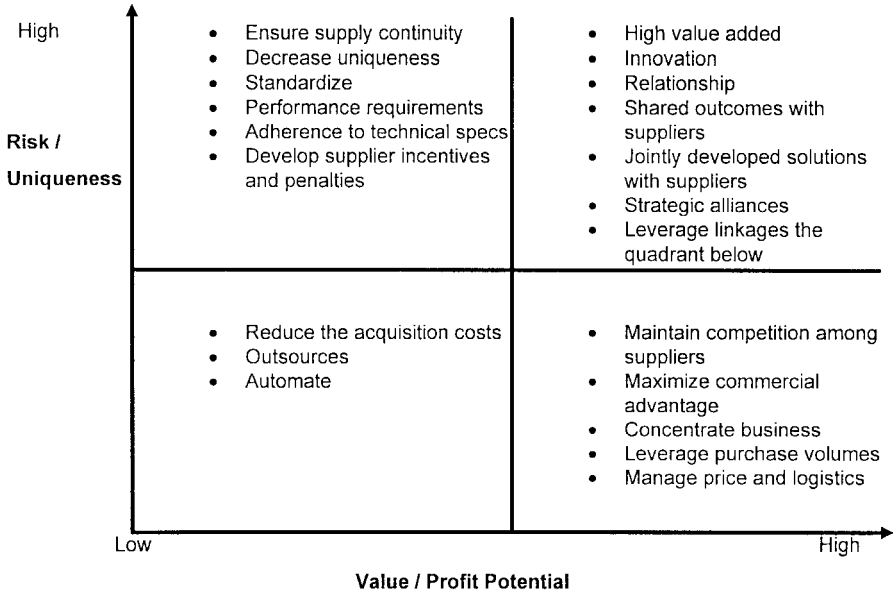 High
Risk /
Uniqueness
• Ensure supply continuity
• Decrease uniqueness
• Standardize
• Performance requirements
• Adherence to technical specs
• Develop supplier incentives
and penalties
• High value added
• Innovation
• Relationship
• Shared outcomes with
suppliers
• Jointly developed solutions
with suppliers
• Strategic alliances
• Leverage linkages the
quadrant below
• Reduce the acquisition costs
• Outsources
• Automate
• Maintain competition among
suppliers
• Maximize commercial
advantage
• Concentrate business
• Leverage purchase volumes
• Manage price and logistics
Low
High
Value / Profit Potential